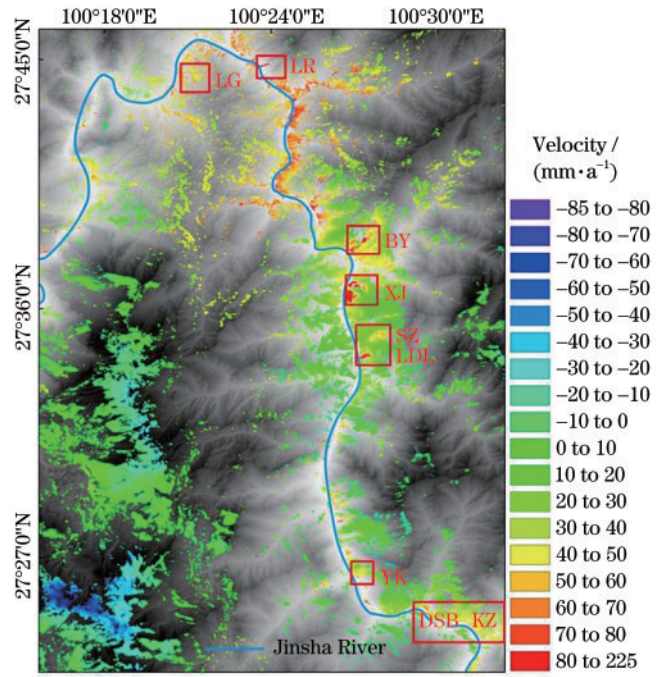 100°18'0"E 100°24'0"E 100°30'0"E
27°45'0"N
27°36'0"N
27°27'0"N
LG
LR
BY
XJ
SZ
LDL
YK
DSB KZ
Jinsha River
Velocity /
(mm·a⁻¹)
−85 to −80
−80 to −70
−70 to −60
−60 to −50
−50 to −40
−40 to −30
−30 to −20
−20 to −10
−10 to 0
0 to 10
10 to 20
20 to 30
30 to 40
40 to 50
50 to 60
60 to 70
70 to 80
80 to 225